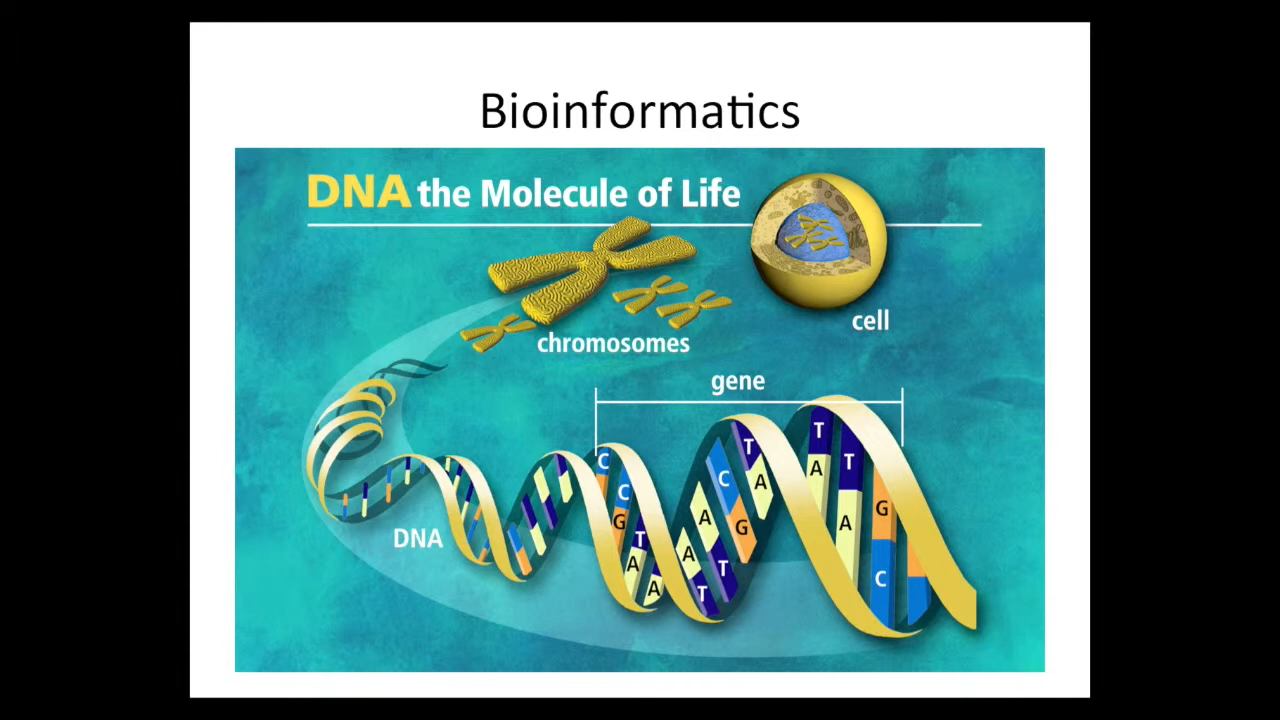 Bioinformatics
DNA the Molecule of Life
cell
chromosomes
gene
DNA
C
C
G
T
A
A
A
T
A
T
C
G
T
A
T
A
T
A
G
C